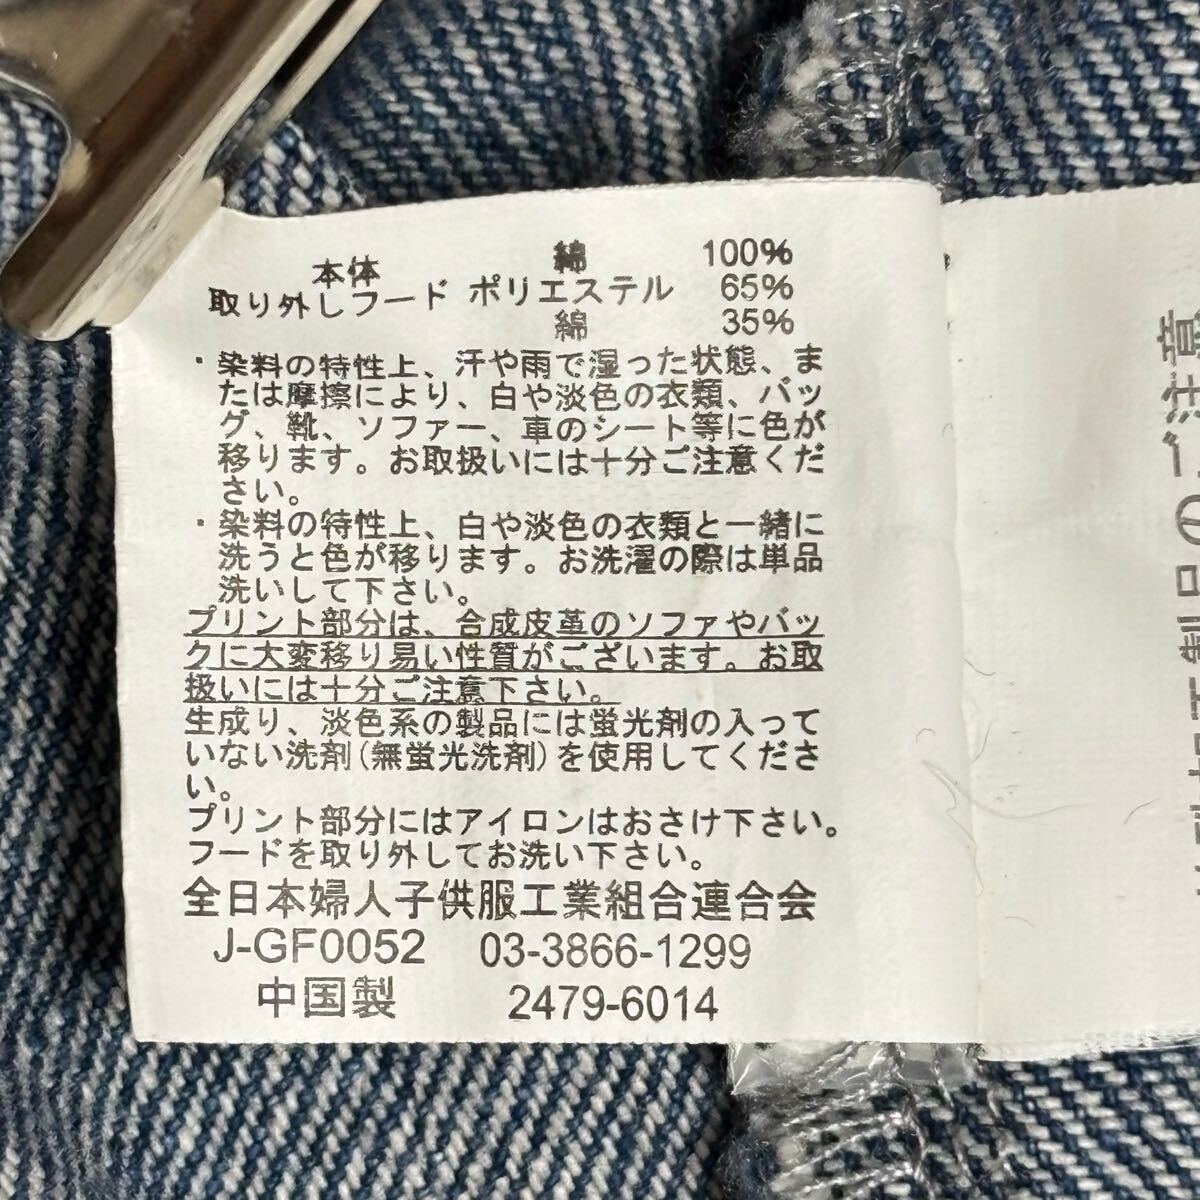 本体 綿 100%
取り外しフード ポリエステル 65%
綿 35%
・染料の特性上、汗や雨で湿った状態、ま
たは摩擦により、白や淡色の衣類、バッ
グ、靴、ソファー、車のシート等に色が
移ります。お取扱いには十分ご注意くだ
さい。
・染料の特性上、白や淡色の衣類と一緒に
洗うと色が移ります。お洗濯の際は単品
洗いして下さい。
プリント部分は、合成皮革のソファやバッ
クに大変移り易い性質がございます。お取
扱いには十分ご注意下さい。
生成り、淡色系の製品には蛍光剤の入って
いない洗剤(無蛍光洗剤)を使用してくださ
い。
プリント部分にはアイロンはおさけ下さい。
フードを取り外してお洗い下さい。
全日本婦人子供服工業組合連合会
J-GF0052 03-3866-1299
中国製 2479-6014
製品のご注意